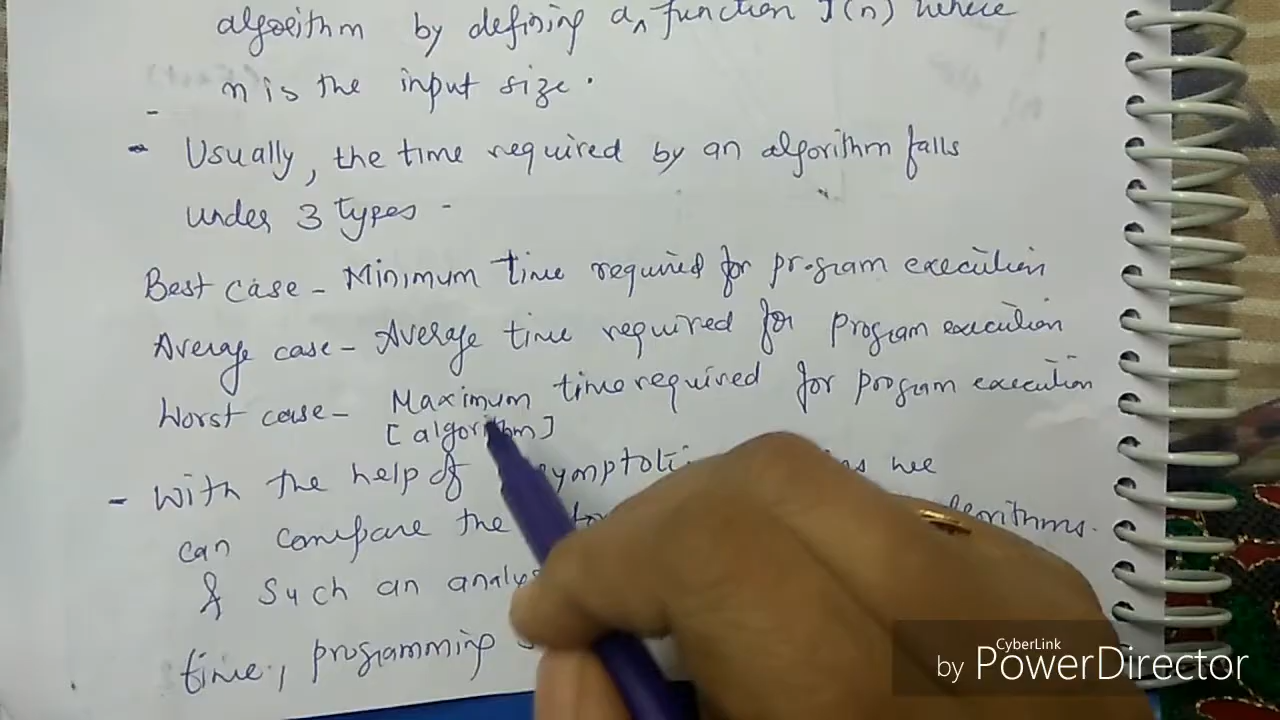 algorithm by defining an function f(n) where
n is the input size.
- Usually, the time required by an algorithm falls
under 3 types -
Best case - Minimum time required for program execution
Average case - Average time required for program execution
Worst case - Maximum time required for program execution
[algorithm]
- With the help of we
can compare the algorithms.
& Such an
time, programming
CyberLink
by PowerDirector